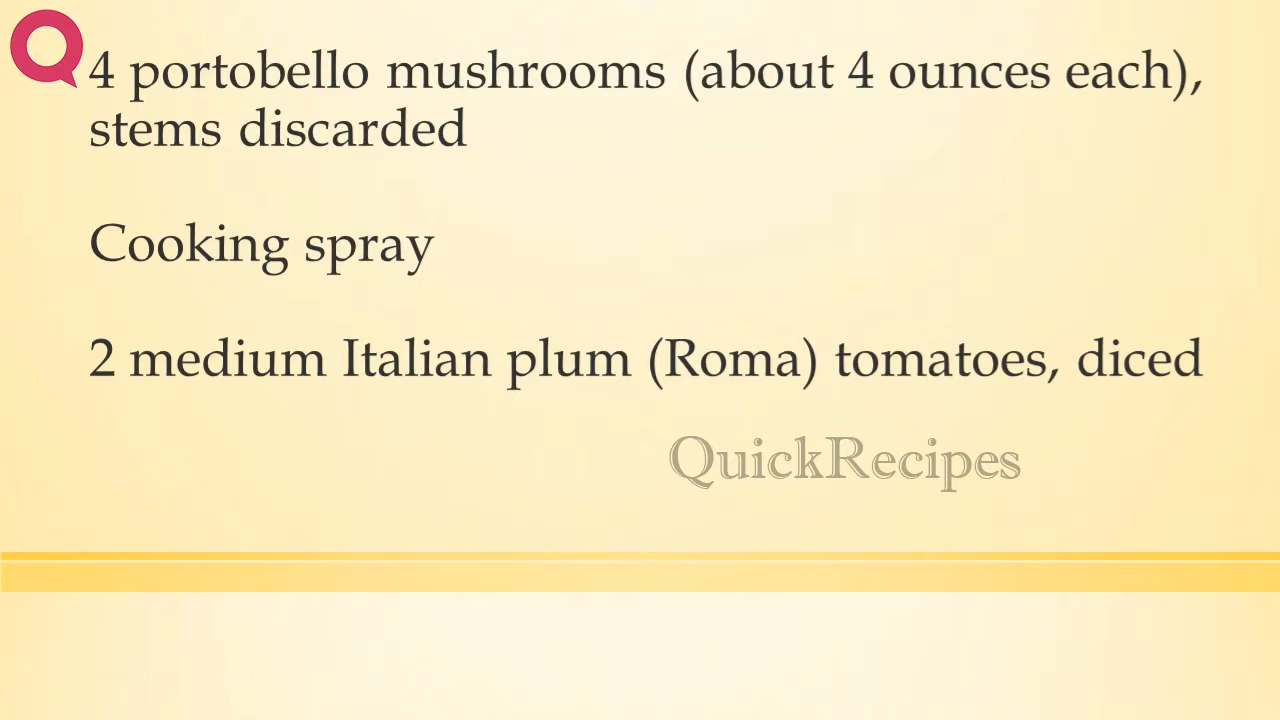 4 portobello mushrooms (about 4 ounces each),
stems discarded
Cooking spray
2 medium Italian plum (Roma) tomatoes, diced
QuickRecipes